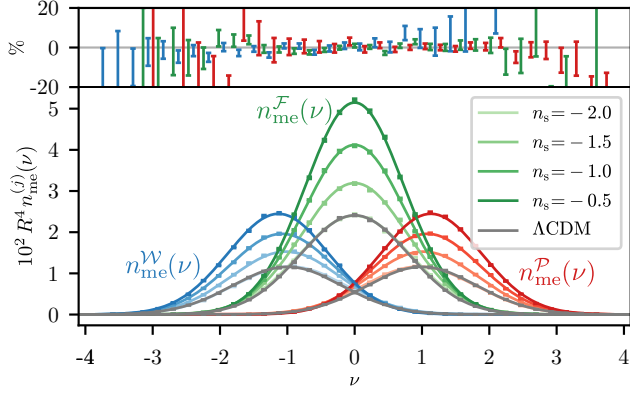 20
0
-20
%
n_me^ℱ(ν)
n_s = −2.0
n_s = −1.5
n_s = −1.0
n_s = −0.5
ΛCDM
n_me^𝒲(ν)
n_me^𝒫(ν)
10² R⁴ n_me^(j)(ν)
5
4
3
2
1
0
-4 -3 -2 -1 0 1 2 3 4
ν